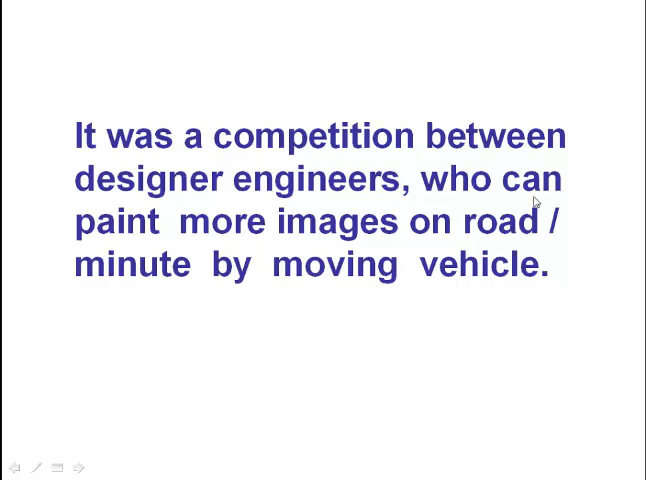 It was a competition between
designer engineers, who can
paint more images on road /
minute by moving vehicle.